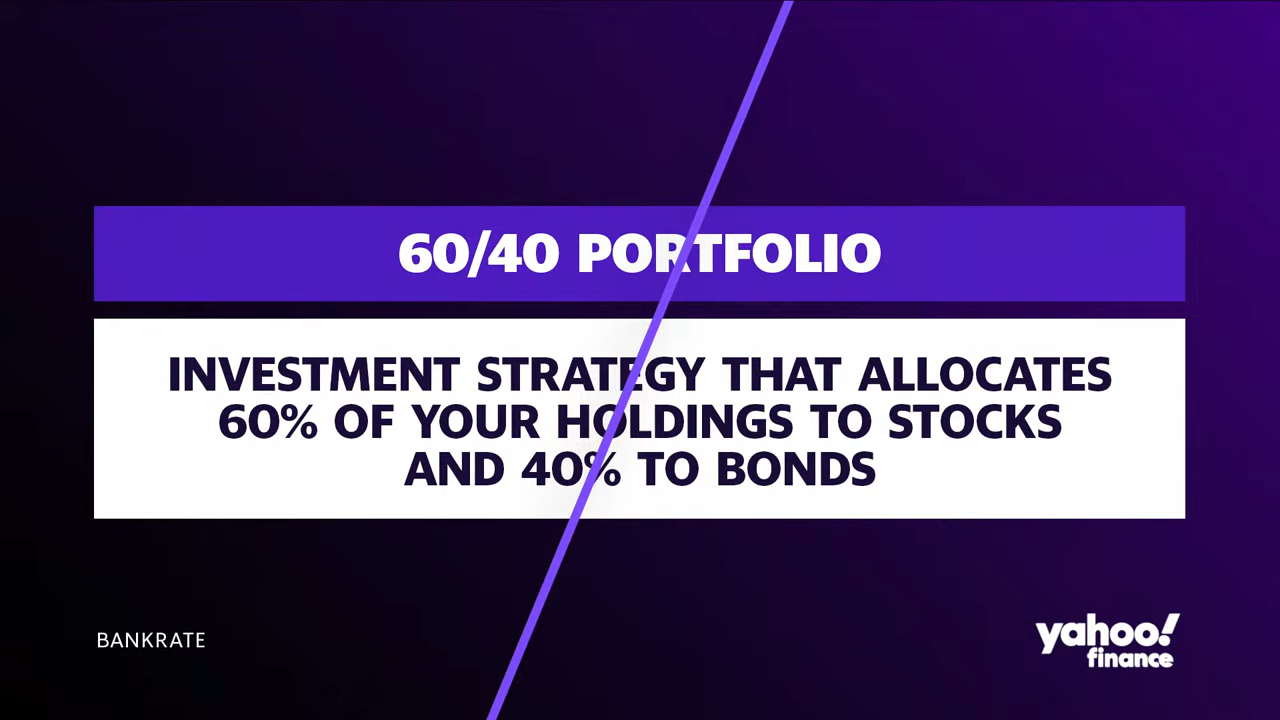 60/40 PORTFOLIO
INVESTMENT STRATEGY THAT ALLOCATES
60% OF YOUR HOLDINGS TO STOCKS
AND 40% TO BONDS
BANKRATE
yahoo!
finance